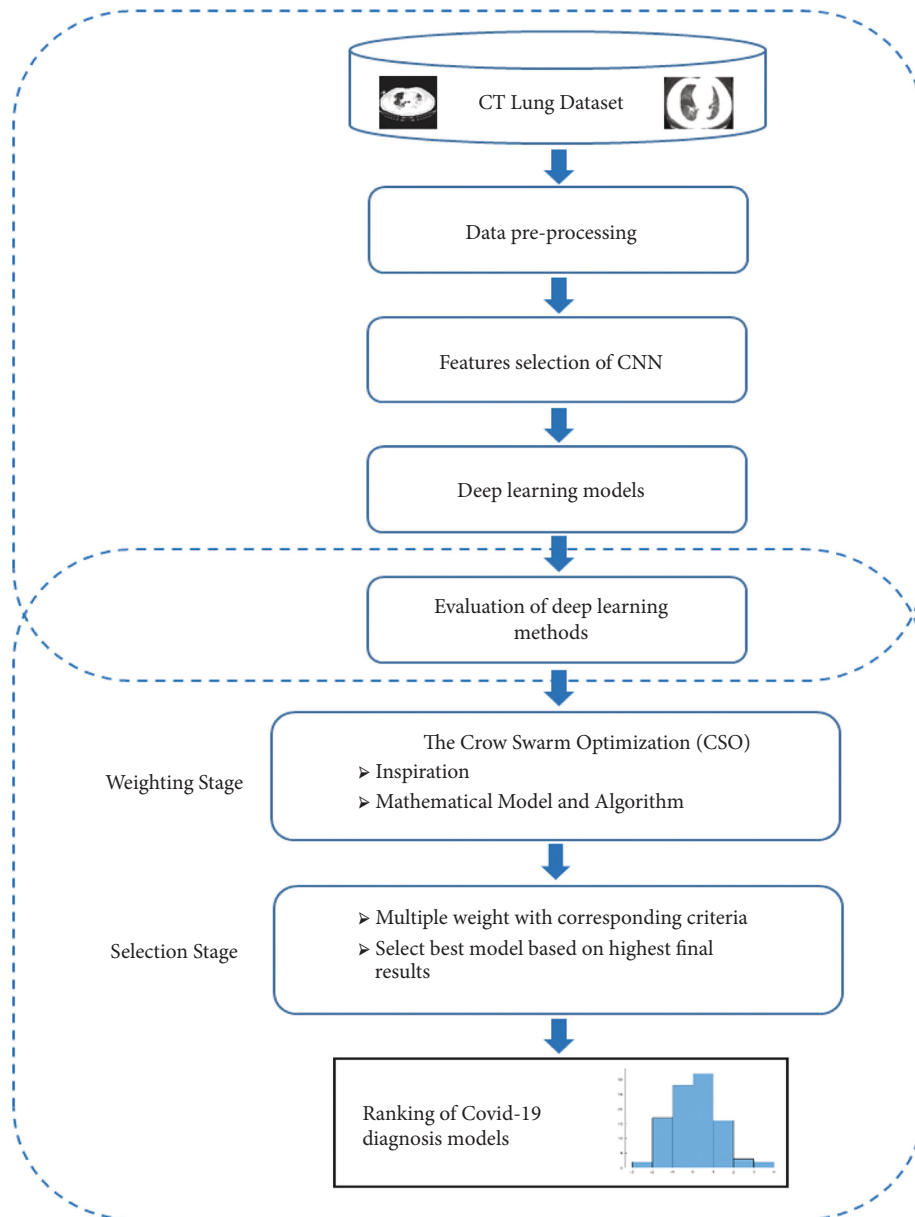 CT Lung Dataset
Data pre-processing
Features selection of CNN
Deep learning models
Evaluation of deep learning
methods
Weighting Stage
The Crow Swarm Optimization (CSO)
➢ Inspiration
➢ Mathematical Model and Algorithm
Selection Stage
➢ Multiple weight with corresponding criteria
➢ Select best model based on highest final
results
Ranking of Covid-19
diagnosis models